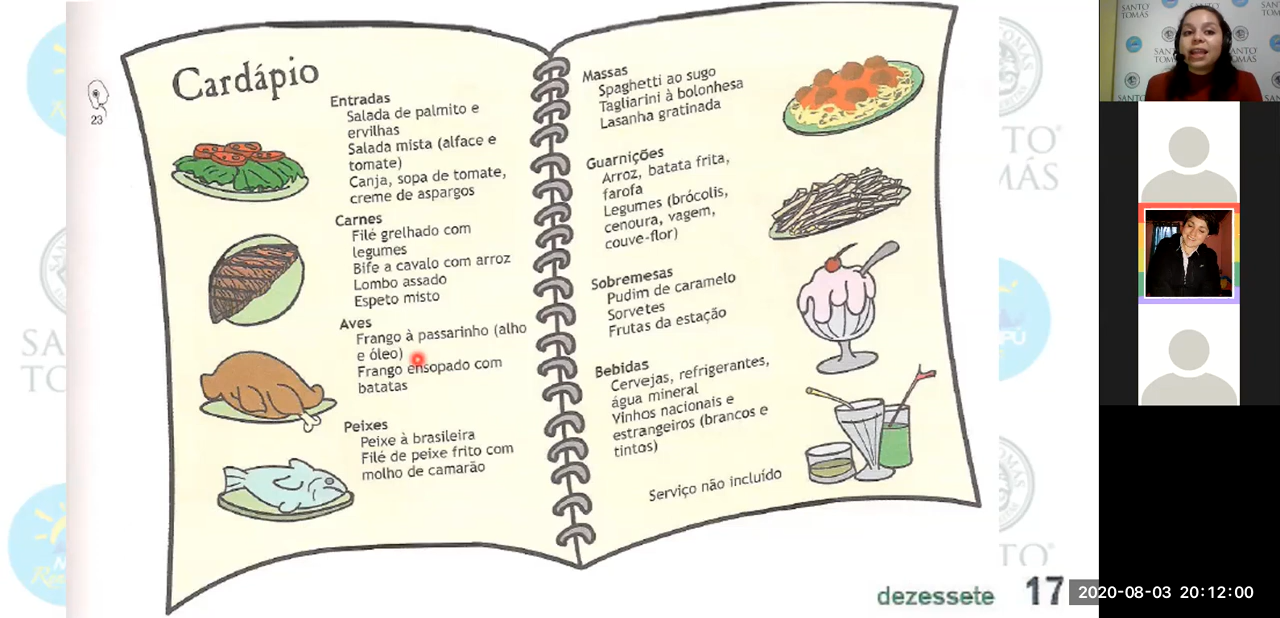 Cardápio
23
Entradas
Salada de palmito e
ervilhas
Salada mista (alface e
tomate)
Canja, sopa de tomate,
creme de aspargos
Carnes
Filé grelhado com
legumes
Bife a cavalo com arroz
Lombo assado
Espeto misto
Aves
Frango à passarinho (alho
e óleo)
Frango ensopado com
batatas
Peixes
Peixe à brasileira
Filé de peixe frito com
molho de camarão
Massas
Spaghetti ao sugo
Tagliarini à bolonhesa
Lasanha gratinada
Guarnições
Arroz, batata frita,
farofa
Legumes (brócolis,
cenoura, vagem,
couve-flor)
Sobremesas
Pudim de caramelo
Sorvetes
Frutas da estação
Bebidas
Cervejas, refrigerantes,
água mineral
Vinhos nacionais e
estrangeiros (brancos e
tintos)
Serviço não incluído
dezessete 17
2020-08-03 20:12:00
SANTO
TOMÁS